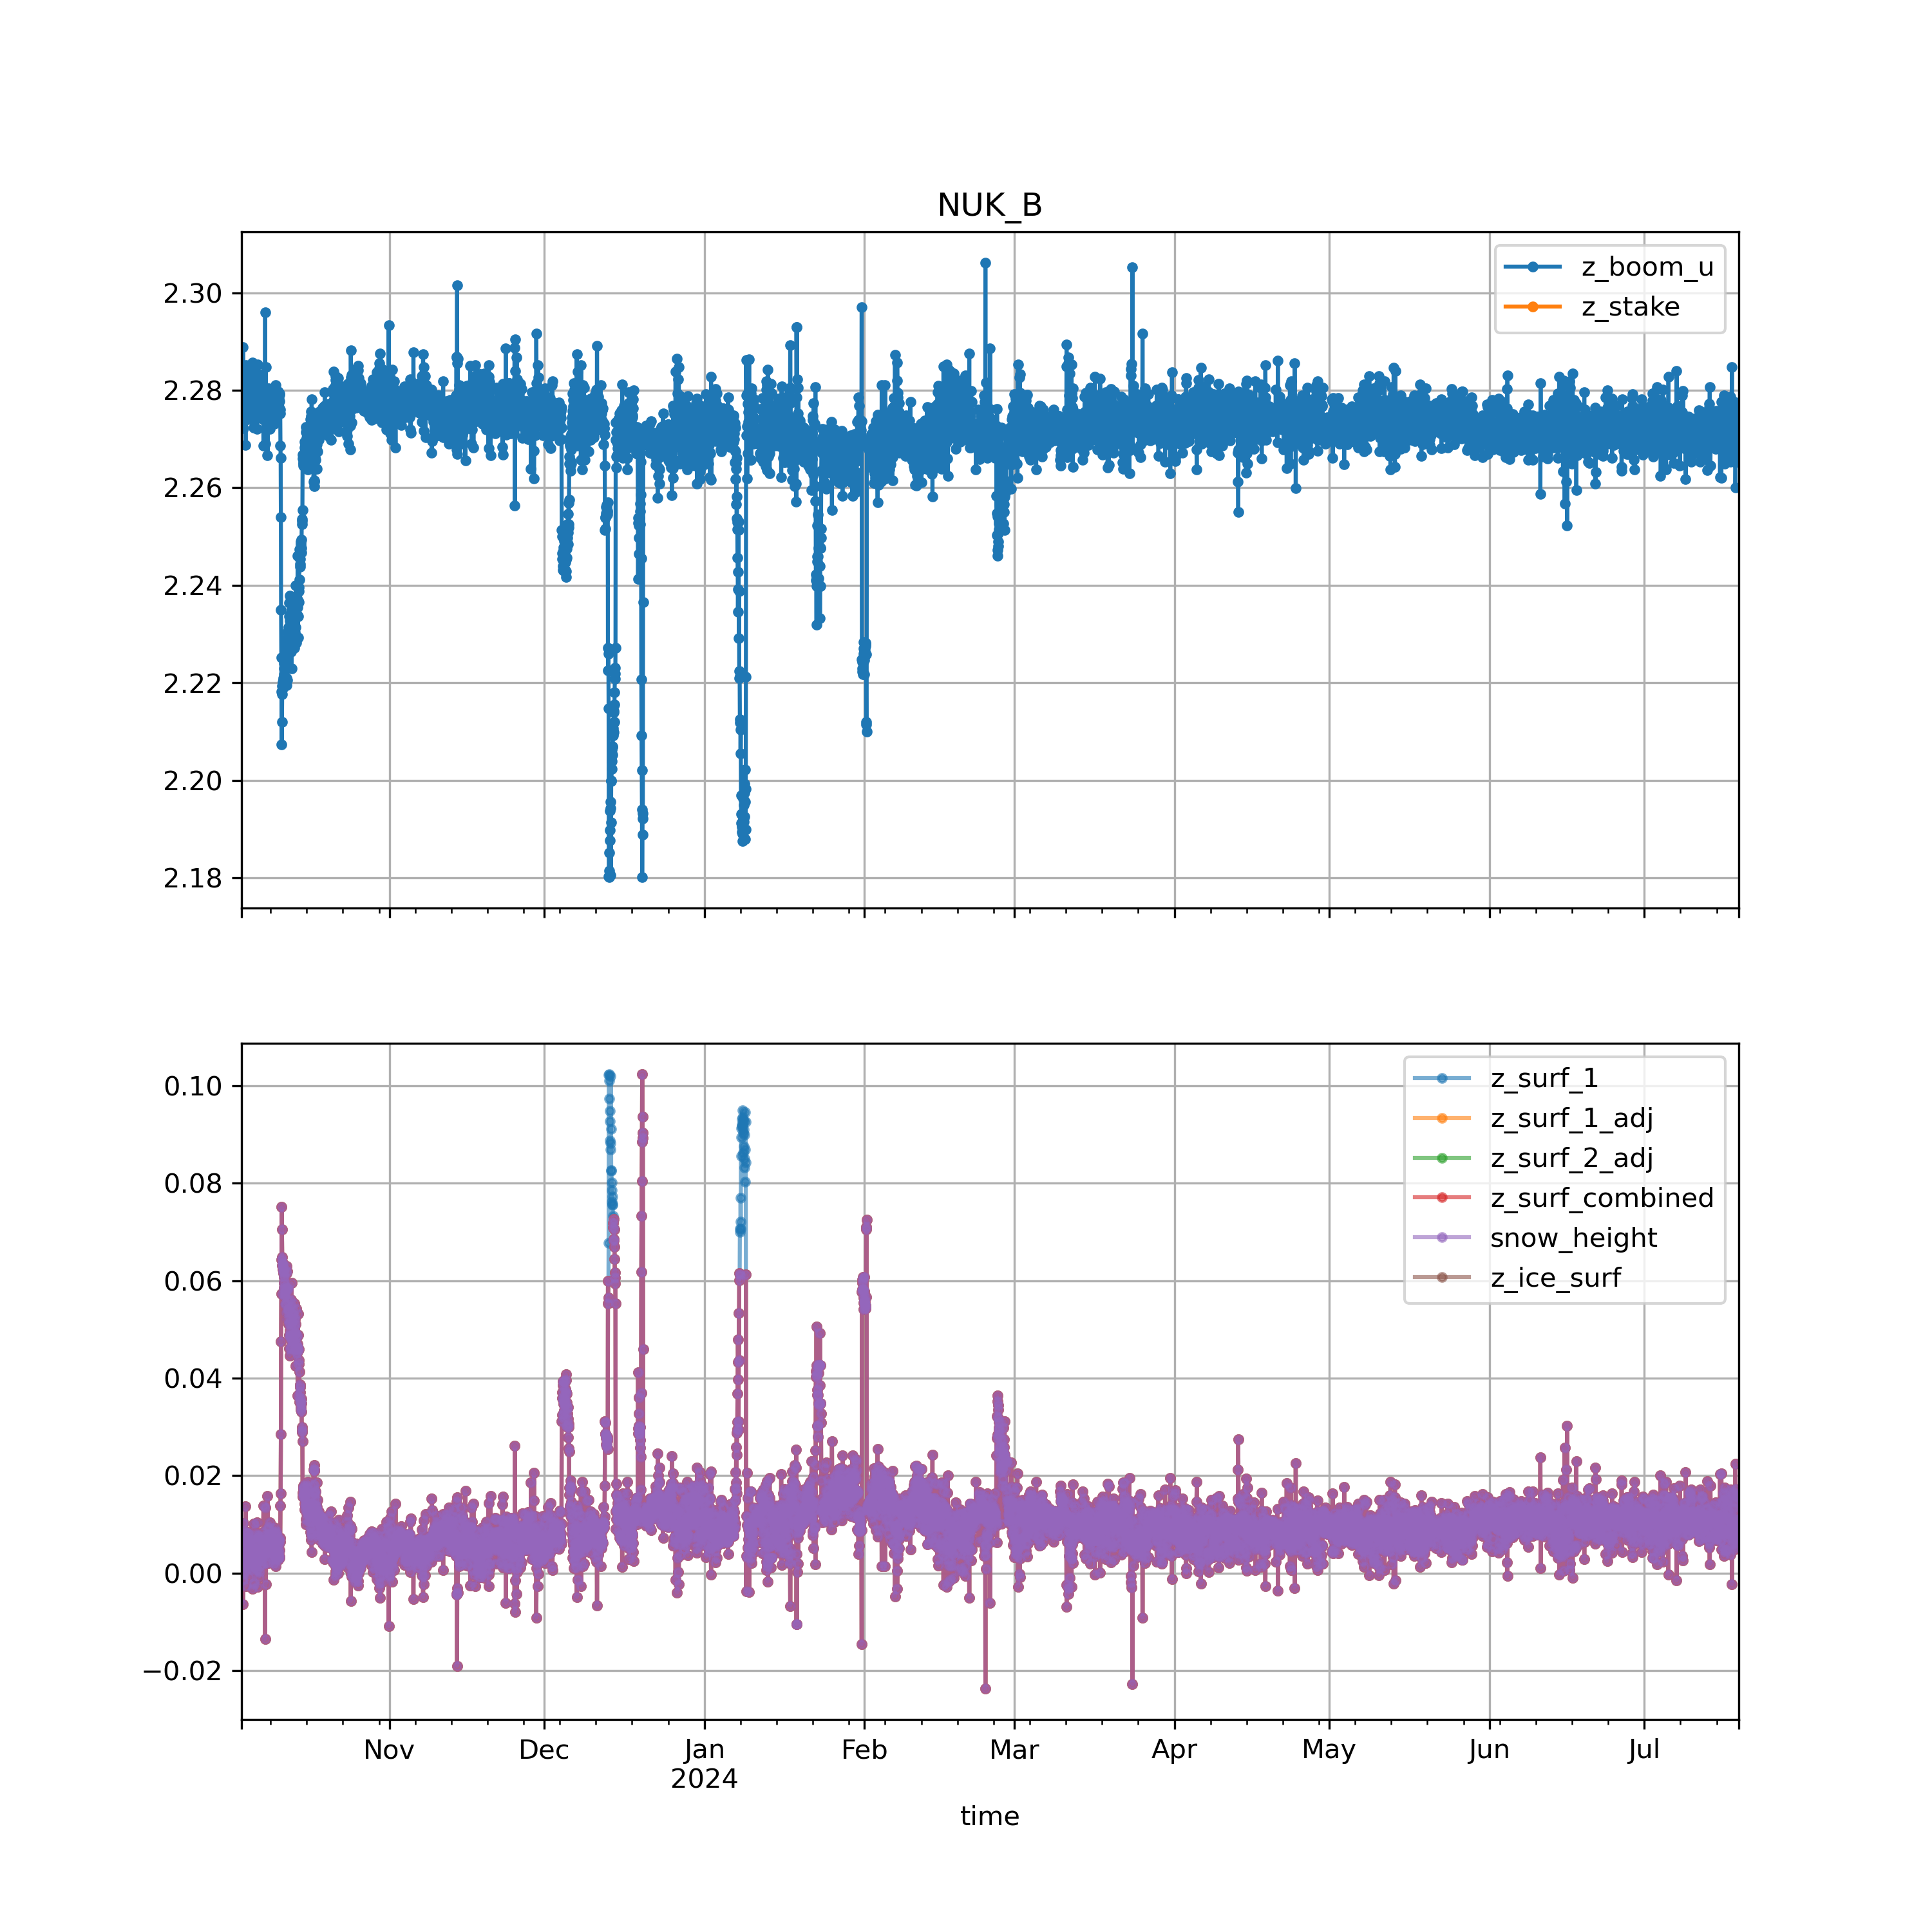 NUK_B
2.30
2.28
2.26
2.24
2.22
2.20
2.18
z_boom_u
z_stake
0.10
0.08
0.06
0.04
0.02
0.00
−0.02
z_surf_1
z_surf_1_adj
z_surf_2_adj
z_surf_combined
snow_height
z_ice_surf
Nov Dec Jan Feb Mar Apr May Jun Jul
2024
time